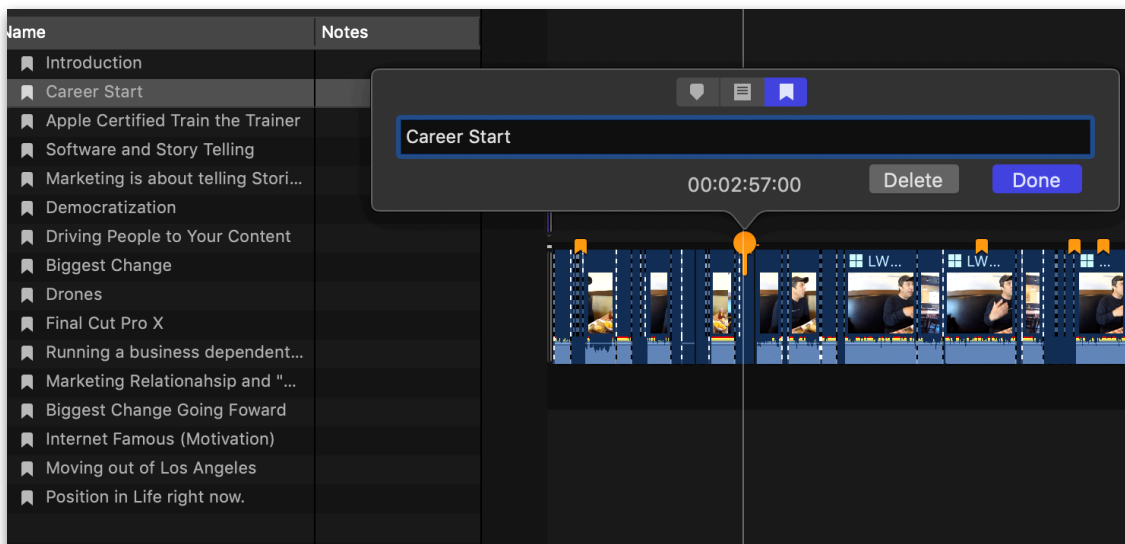 Name Notes
Introduction
Career Start
Apple Certified Train the Trainer
Software and Story Telling
Marketing is about telling Stori...
Democratization
Driving People to Your Content
Biggest Change
Drones
Final Cut Pro X
Running a business dependent...
Marketing Relationahsip and "...
Biggest Change Going Foward
Internet Famous (Motivation)
Moving out of Los Angeles
Position in Life right now.
Career Start
00:02:57:00 Delete Done
LW... LW... ...